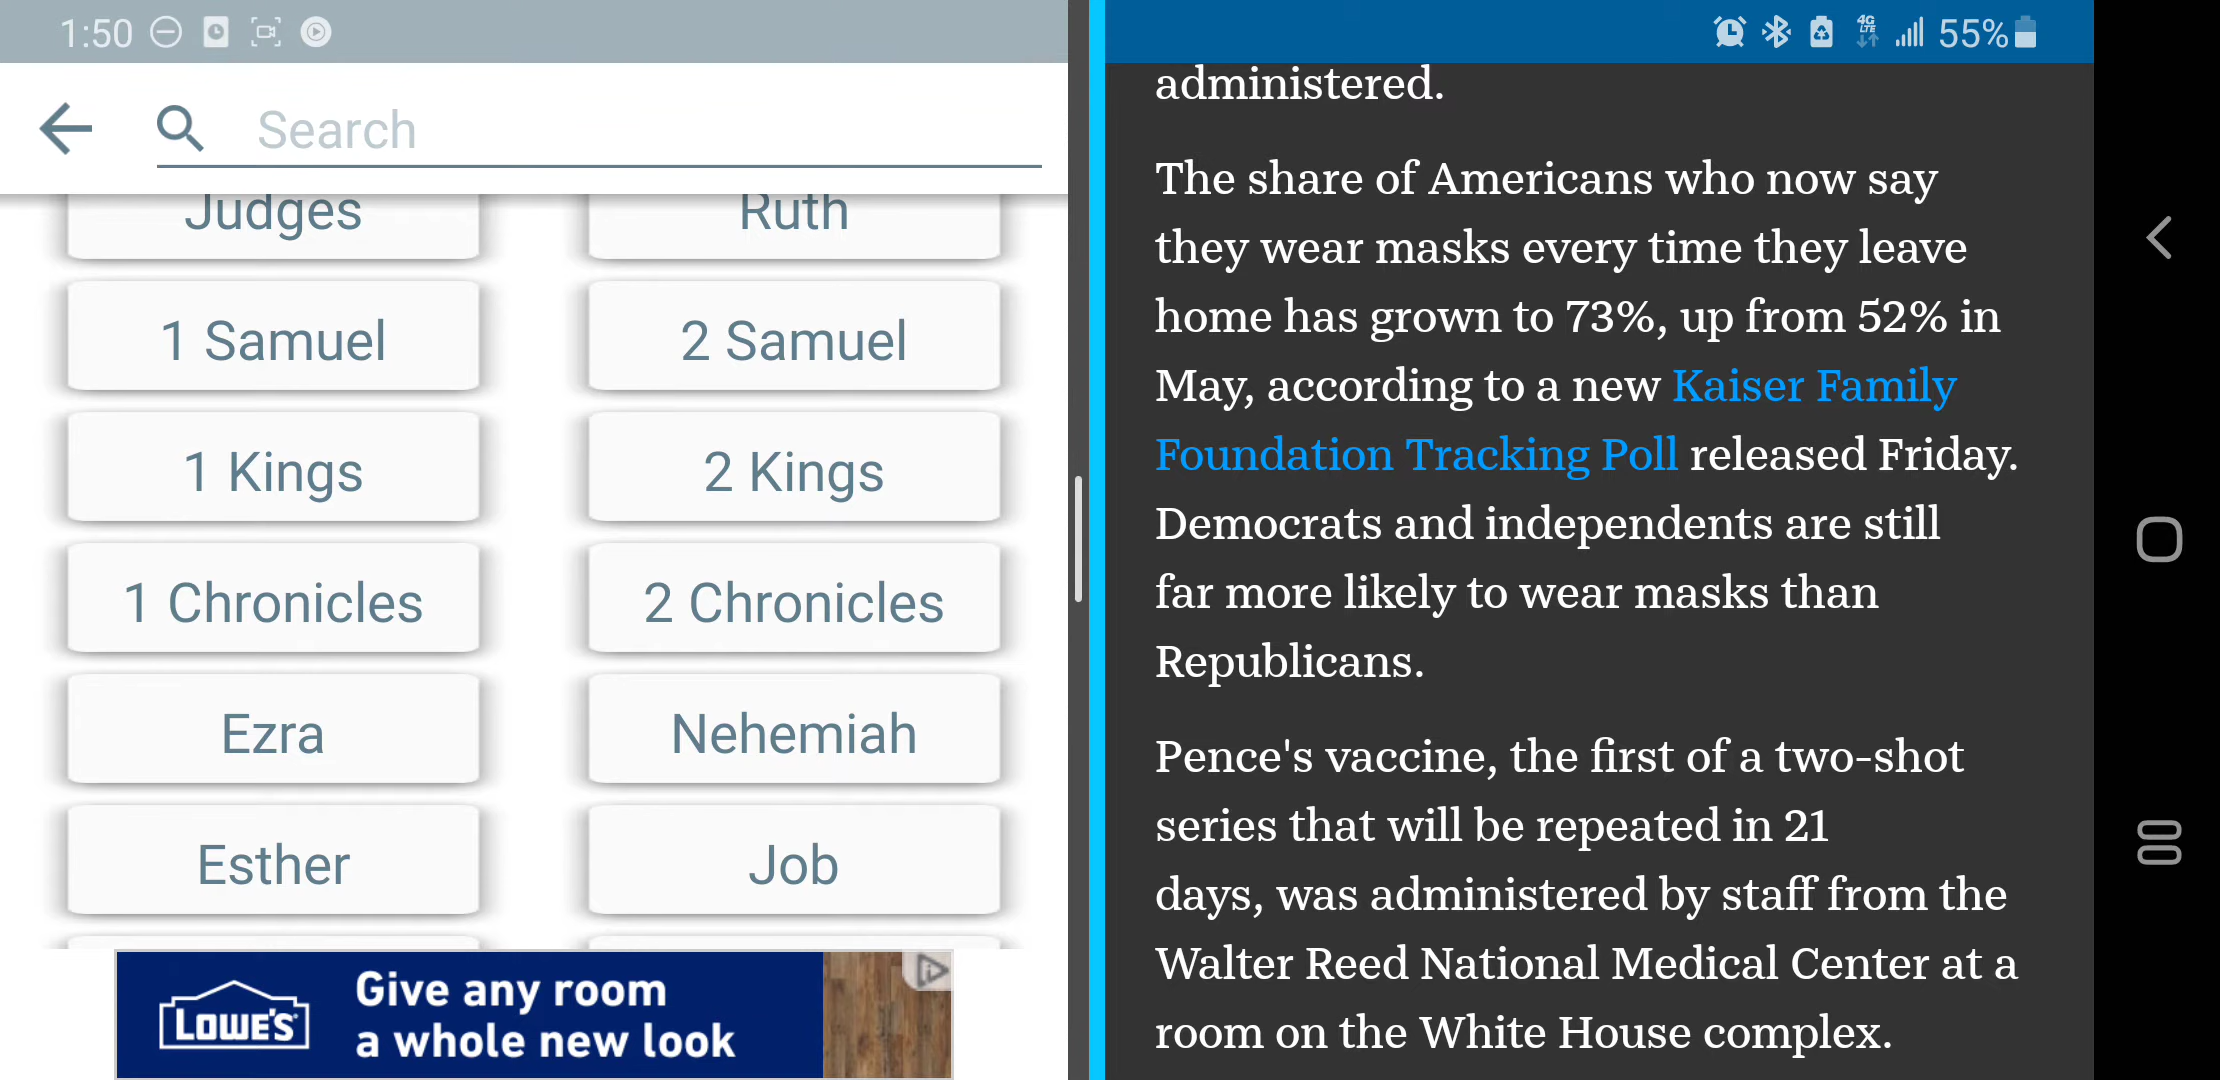 1:50
Search
Judges
Ruth
1 Samuel
2 Samuel
1 Kings
2 Kings
1 Chronicles
2 Chronicles
Ezra
Nehemiah
Esther
Job
LOWE'S
Give any room
a whole new look
4G
LTE
55%
administered.
The share of Americans who now say
they wear masks every time they leave
home has grown to 73%, up from 52% in
May, according to a new Kaiser Family
Foundation Tracking Poll released Friday.
Democrats and independents are still
far more likely to wear masks than
Republicans.
Pence's vaccine, the first of a two-shot
series that will be repeated in 21
days, was administered by staff from the
Walter Reed National Medical Center at a
room on the White House complex.